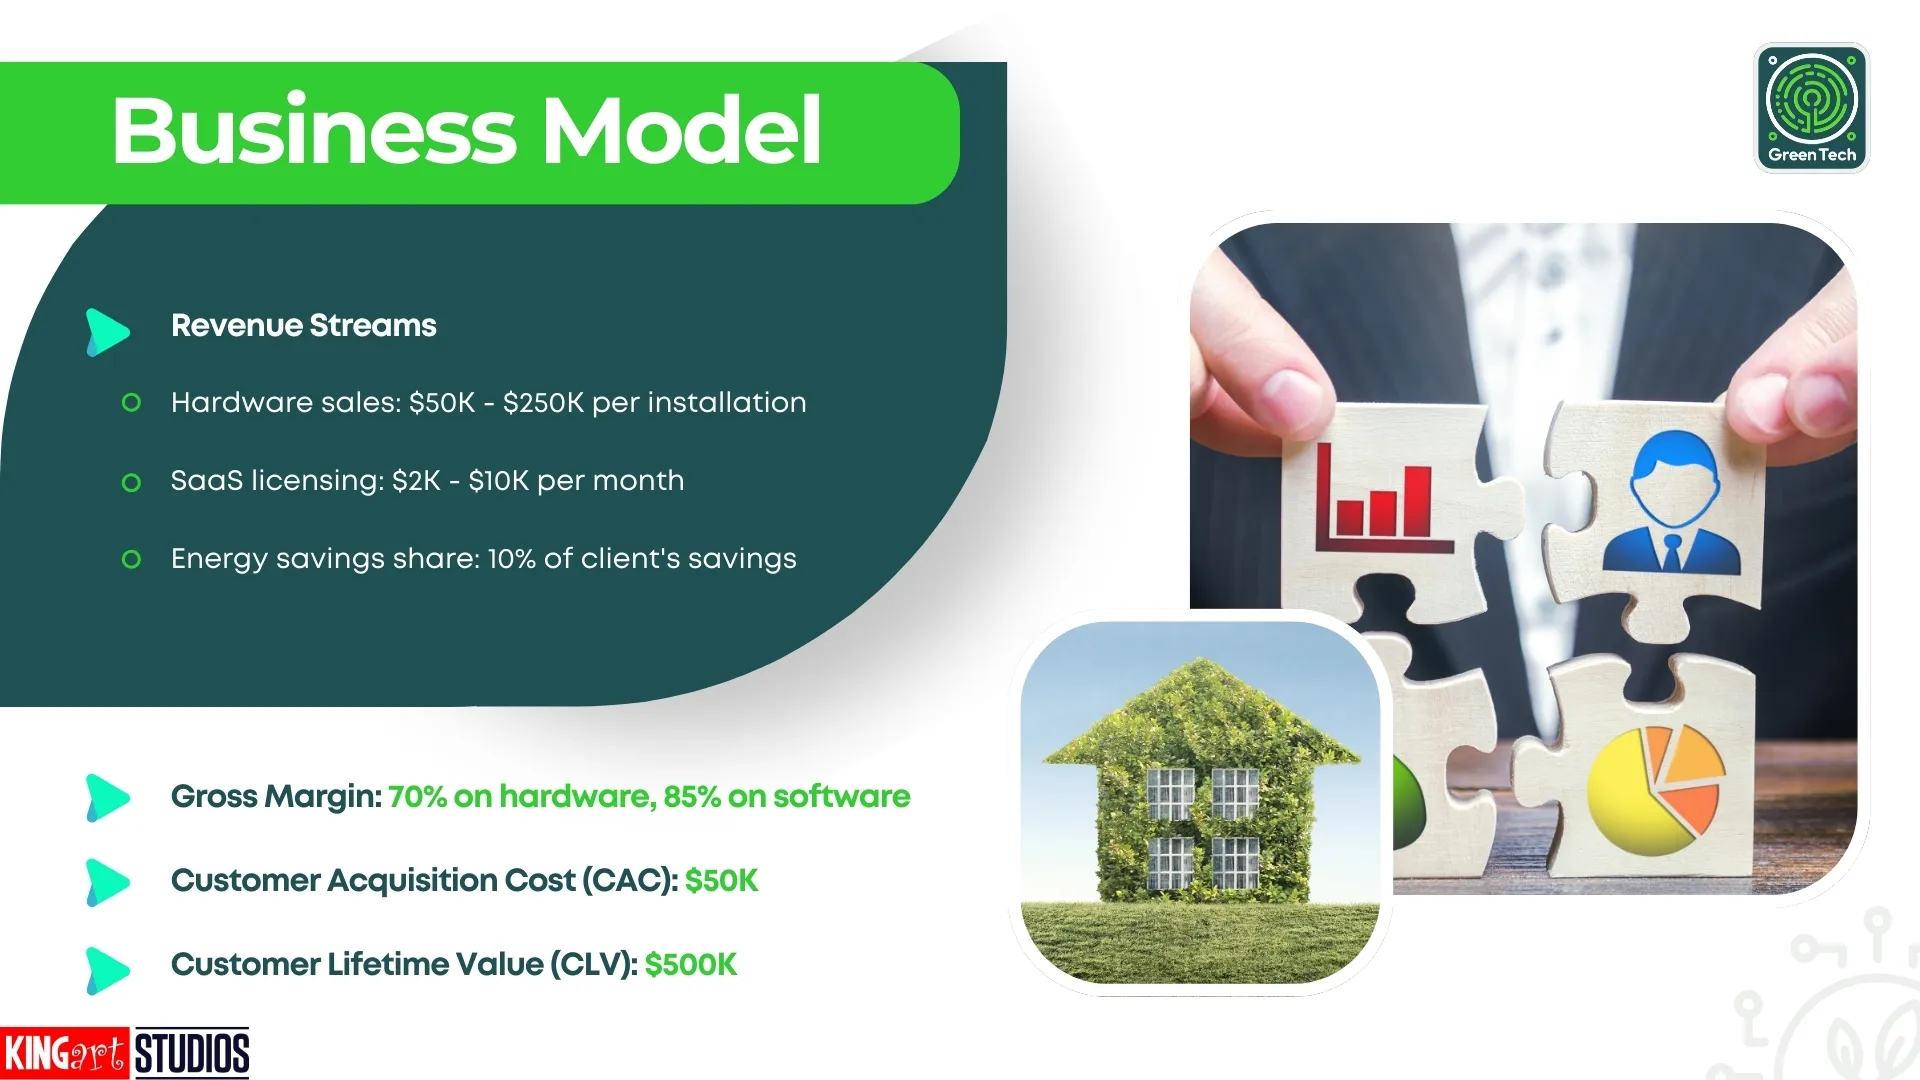 Business Model
GreenTech
Revenue Streams
Hardware sales: $50K - $250K per installation
SaaS licensing: $2K - $10K per month
Energy savings share: 10% of client's savings
Gross Margin: 70% on hardware, 85% on software
Customer Acquisition Cost (CAC): $50K
Customer Lifetime Value (CLV): $500K
KINGart STUDIOS